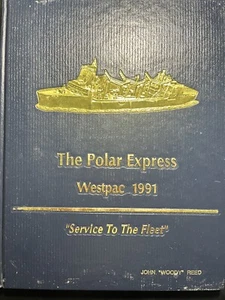 The Polar Express
Westpac 1991
"Service To The Fleet"
JOHN "WOODY" REED